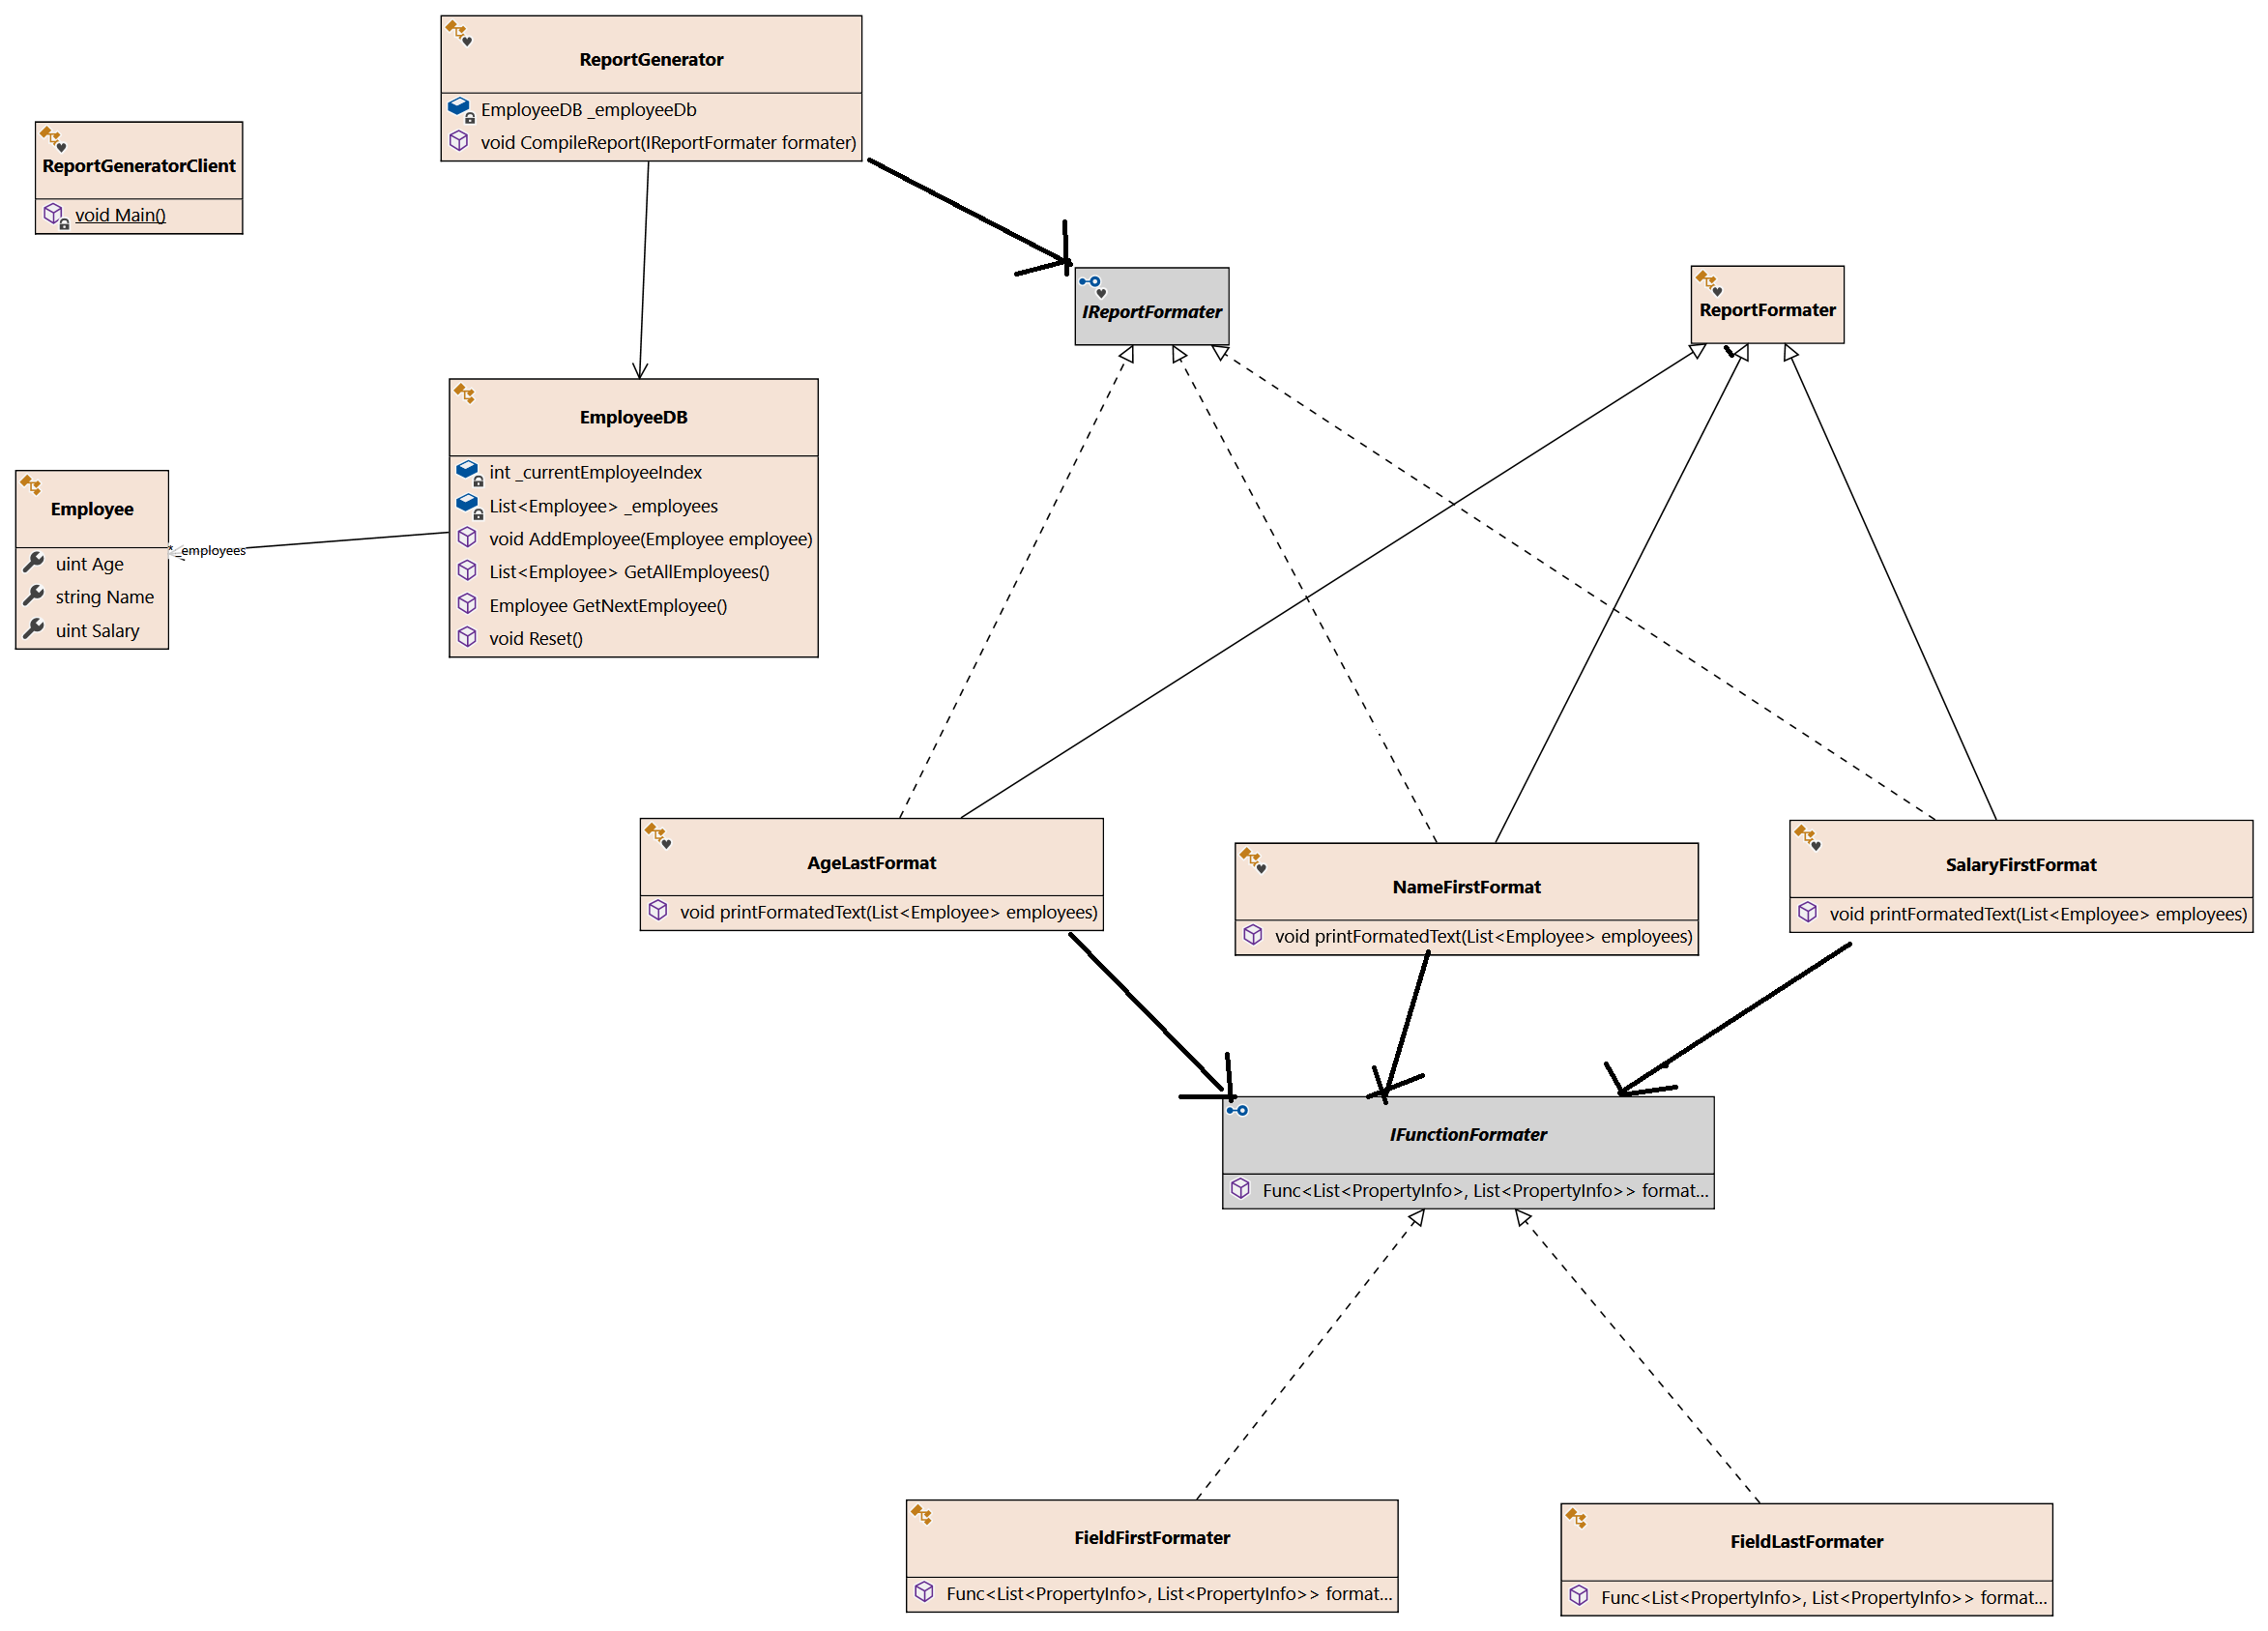 ReportGenerator
EmployeeDB _employeeDb
void CompileReport(IReportFormater formater)
ReportGeneratorClient
void Main()
IReportFormater
ReportFormater
EmployeeDB
int _currentEmployeeIndex
List<Employee> _employees
void AddEmployee(Employee employee)
List<Employee> GetAllEmployees()
Employee GetNextEmployee()
void Reset()
Employee
uint Age
string Name
uint Salary
*_employees
AgeLastFormat
void printFormatedText(List<Employee> employees)
NameFirstFormat
void printFormatedText(List<Employee> employees)
SalaryFirstFormat
void printFormatedText(List<Employee> employees)
IFunctionFormater
Func<List<PropertyInfo>, List<PropertyInfo>> format...
FieldFirstFormater
Func<List<PropertyInfo>, List<PropertyInfo>> format...
FieldLastFormater
Func<List<PropertyInfo>, List<PropertyInfo>> format...